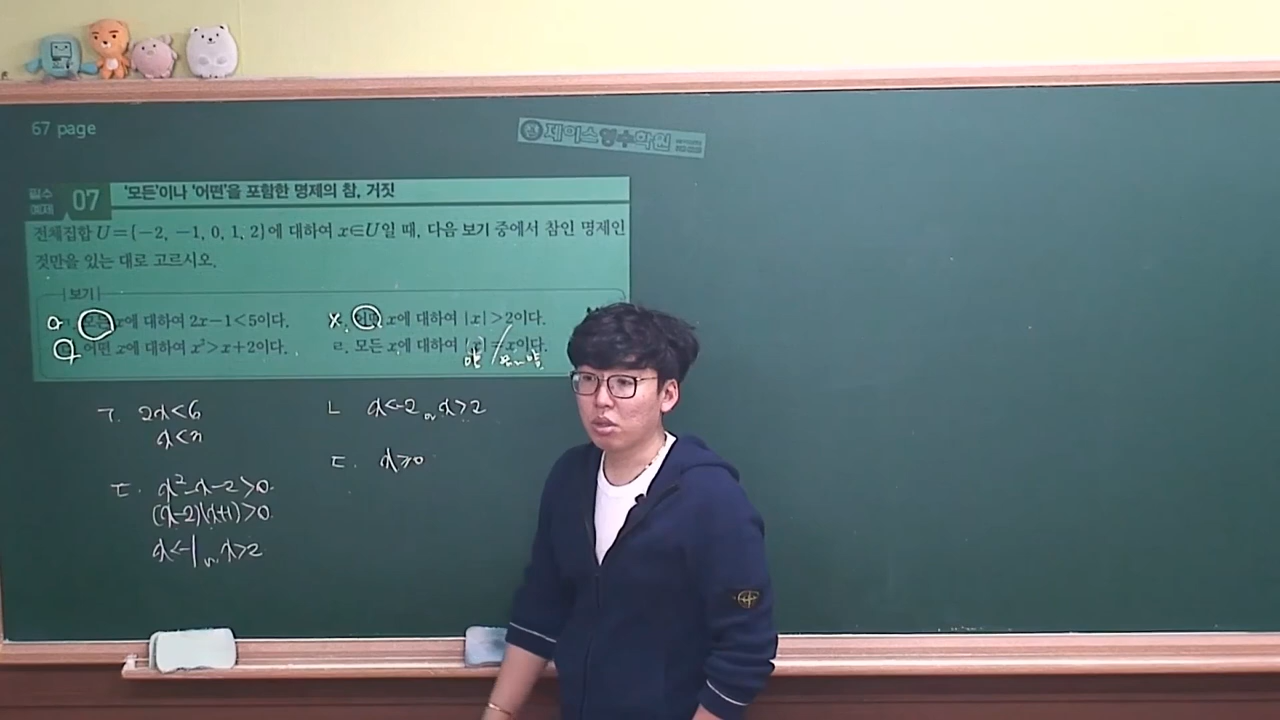 67 page
제이스영수학원
필수 예제 07 '모든'이나 '어떤'을 포함한 명제의 참, 거짓
전체집합 U={-2, -1, 0, 1, 2}에 대하여 x∈U일 때, 다음 보기 중에서 참인 명제인
것만을 있는 대로 고르시오.
보기
모든 x에 대하여 2x-1<5이다.
x. 어떤 x에 대하여 |x|>2이다.
어떤 x에 대하여 x²>x+2이다.
ㄹ. 모든 x에 대하여 |x|=x이다.
ㄱ. 2x<6
x<3
ㄴ x<-2 or x>2
ㄷ. x≥0
ㄷ. x²-x-2>0
(x-2)(x+1)>0
x<-1 or x>2